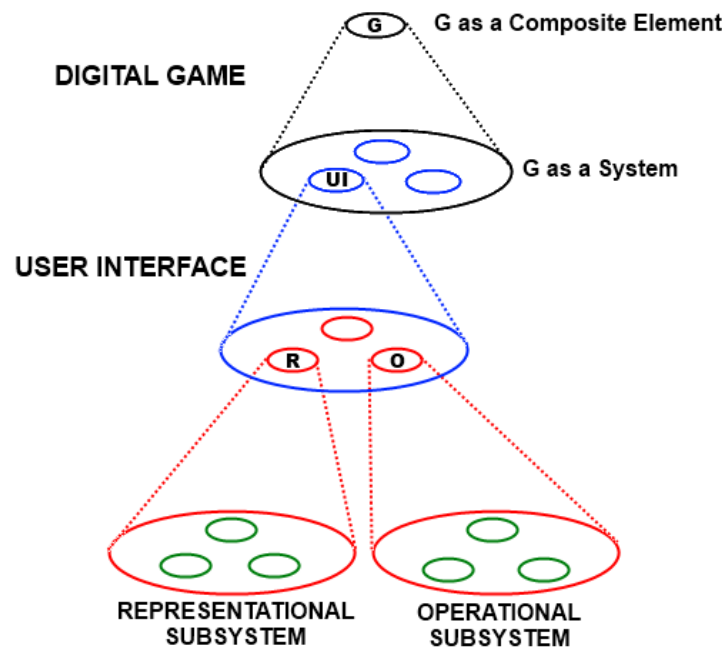 G
G as a Composite Element
DIGITAL GAME
UI
G as a System
USER INTERFACE
R
O
REPRESENTATIONAL
SUBSYSTEM
OPERATIONAL
SUBSYSTEM